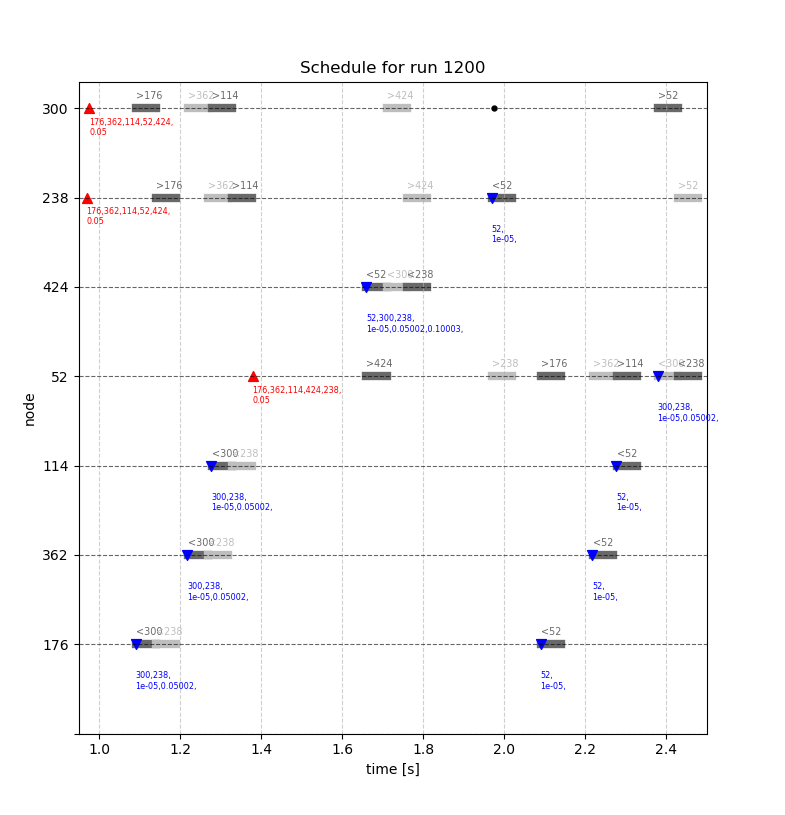 Schedule for run 1200
>176 >362 >114 >424 >52
300
176,362,114,52,424,
0.05
>176 >362 >114 >424 <52 >52
238
176,362,114,52,424,
0.05
52,
1e-05,
<52 <300 <238
424
52,300,238,
1e-05,0.05002,0.10003,
>424 >238 >176 >362 >114 <300 <238
52
176,362,114,424,238,
0.05
300,238,
1e-05,0.05002,
<300 <238 <52
114
300,238,
1e-05,0.05002,
52,
1e-05,
<300 <238 <52
362
300,238,
1e-05,0.05002,
52,
1e-05,
<300 <238 <52
176
300,238,
1e-05,0.05002,
52,
1e-05,
node
1.0 1.2 1.4 1.6 1.8 2.0 2.2 2.4
time [s]